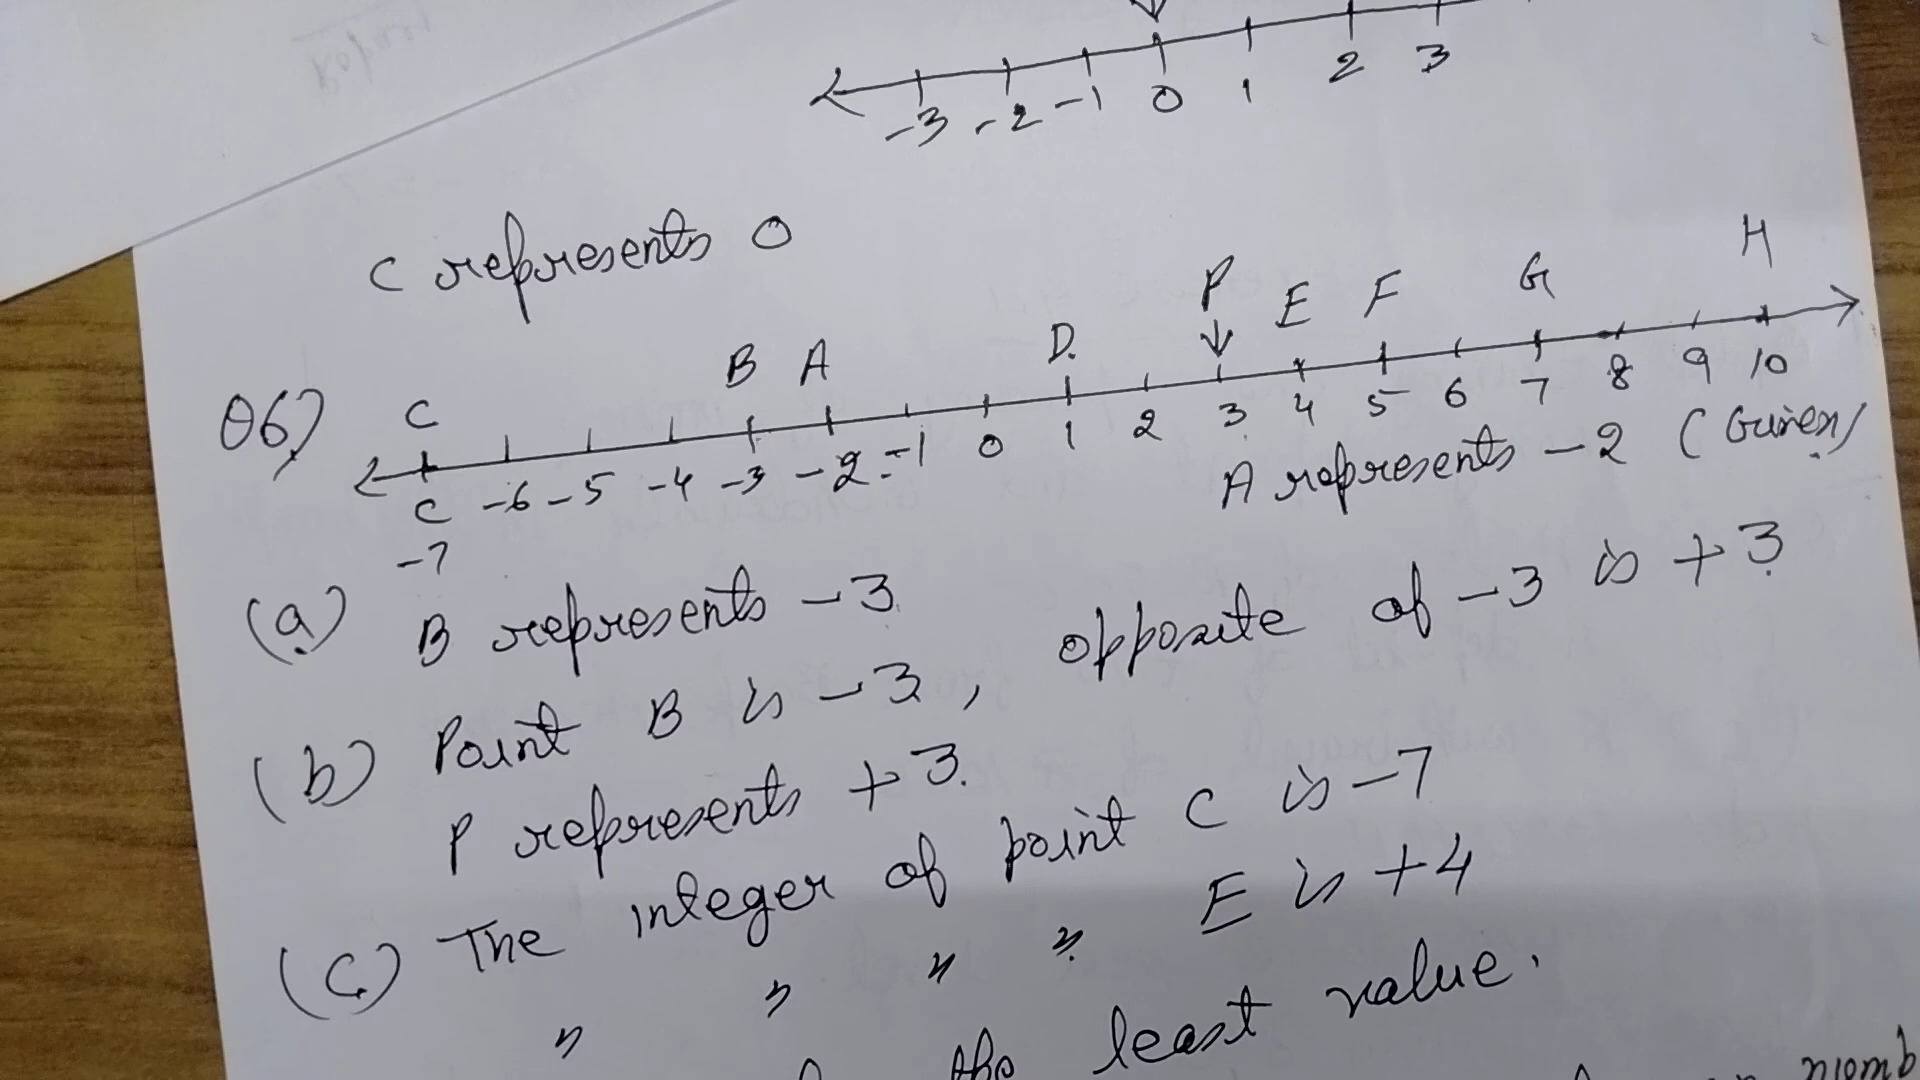 -3 -2 -1 0 1 2 3
C represents 0
Q6) C B A D. P E F G H
C -6 -5 -4 -3 -2 -1 0 1 2 3 4 5 6 7 8 9 10
-7
A represents -2 (Given)
(a) B represents -3
(b) Point B is -3, opposite of -3 is +3
P represents +3.
(C) The integer of point C is -7
" " " " E is +4
the least value.